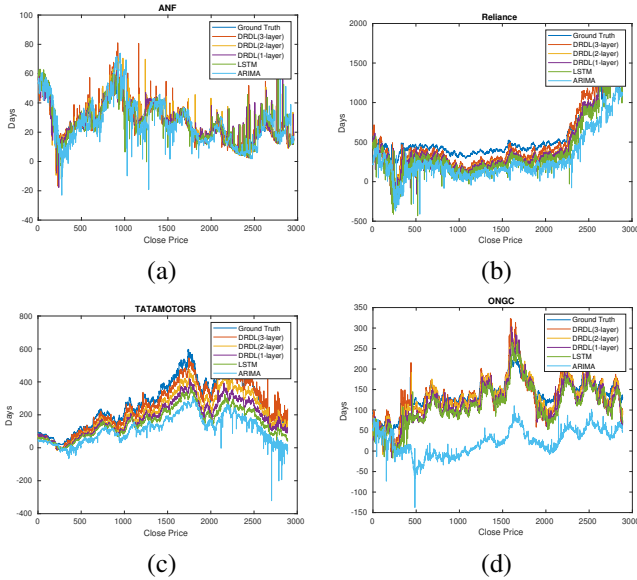 ANF
100
80
60
40
20
0
-20
-40
Days
Ground Truth
DRDL(3-layer)
DRDL(2-layer)
DRDL(1-layer)
LSTM
ARIMA
0 500 1000 1500 2000 2500 3000
Close Price
(a)
Reliance
2000
1500
1000
500
0
-500
Days
Ground Truth
DRDL(3-layer)
DRDL(2-layer)
DRDL(1-layer)
LSTM
ARIMA
0 500 1000 1500 2000 2500 3000
Close Price
(b)
TATAMOTORS
800
600
400
200
0
-200
-400
Days
Ground Truth
DRDL(3-layer)
DRDL(2-layer)
DRDL(1-layer)
LSTM
ARIMA
0 500 1000 1500 2000 2500 3000
Close Price
(c)
ONGC
350
300
250
200
150
100
50
0
-50
-100
-150
Days
Ground Truth
DRDL(3-layer)
DRDL(2-layer)
DRDL(1-layer)
LSTM
ARIMA
0 500 1000 1500 2000 2500 3000
Close Price
(d)